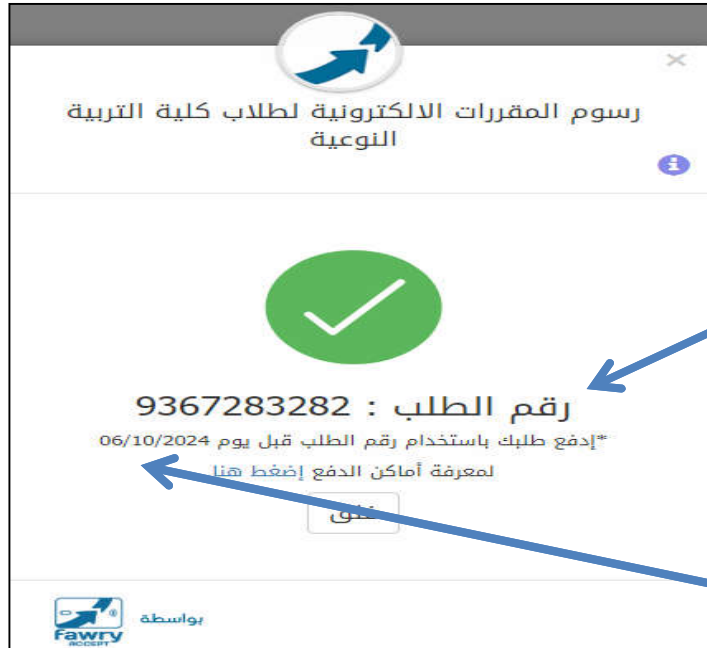 رسوم المقررات الالكترونية لطلاب كلية التربية
النوعية
رقم الطلب : 9367283282
*إدفع طلبك باستخدام رقم الطلب قبل يوم 06/10/2024
لمعرفة أماكن الدفع إضغط هنا
بواسطة
Fawry
ACCEPT